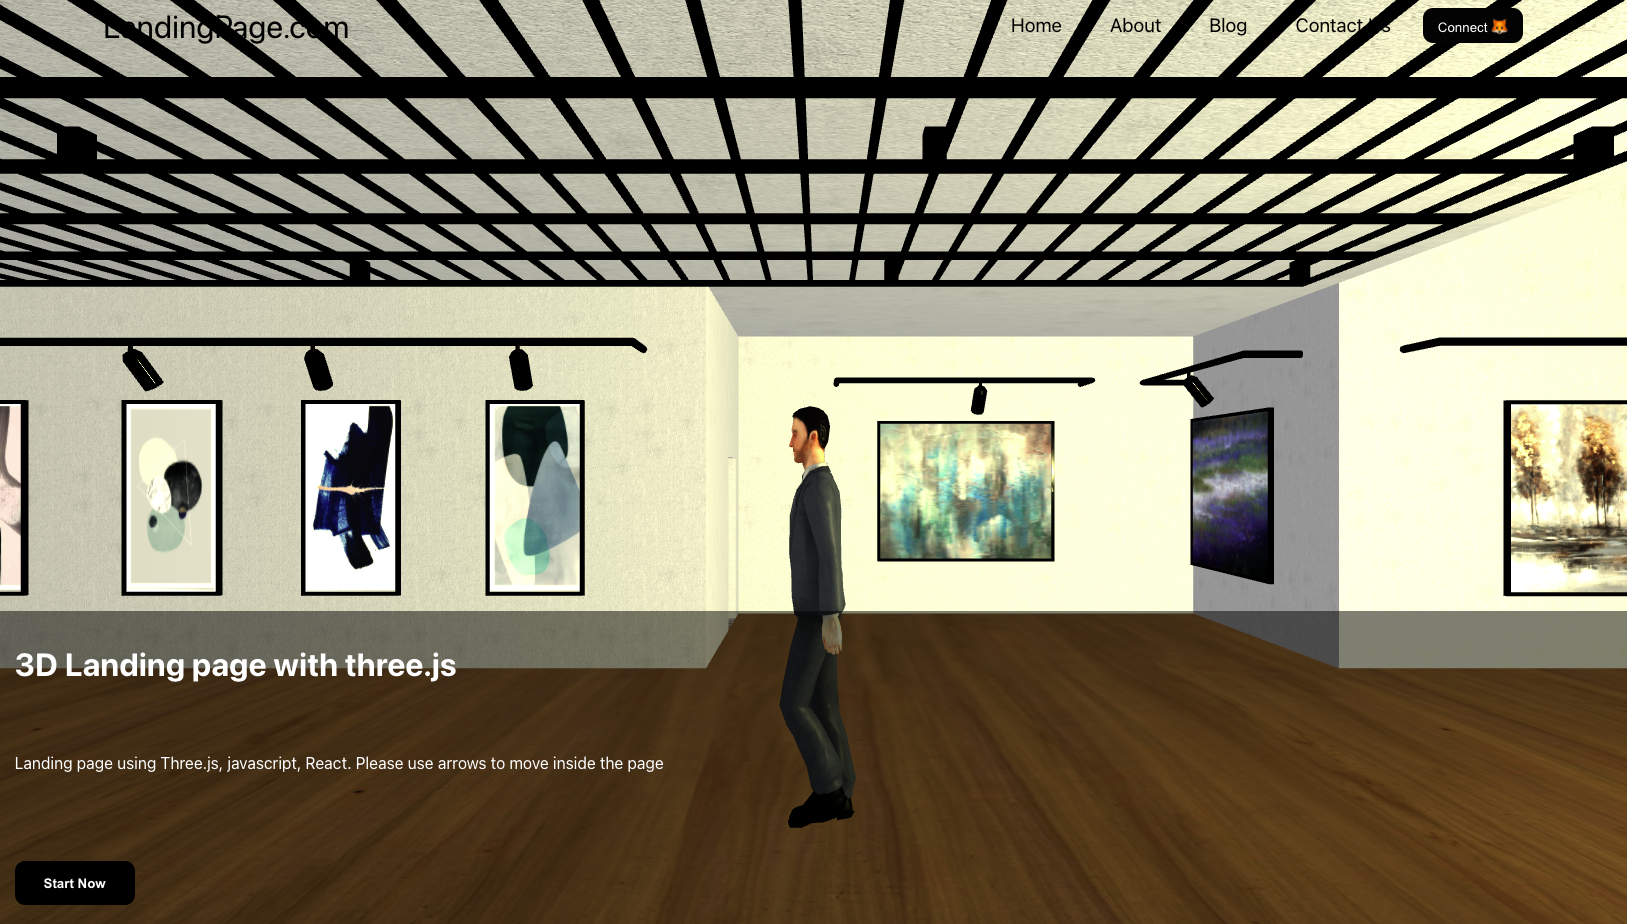 LandingPage.com
Home About Blog Contact Us Connect 🦊
3D Landing page with three.js
Landing page using Three.js, javascript, React. Please use arrows to move inside the page
Start Now